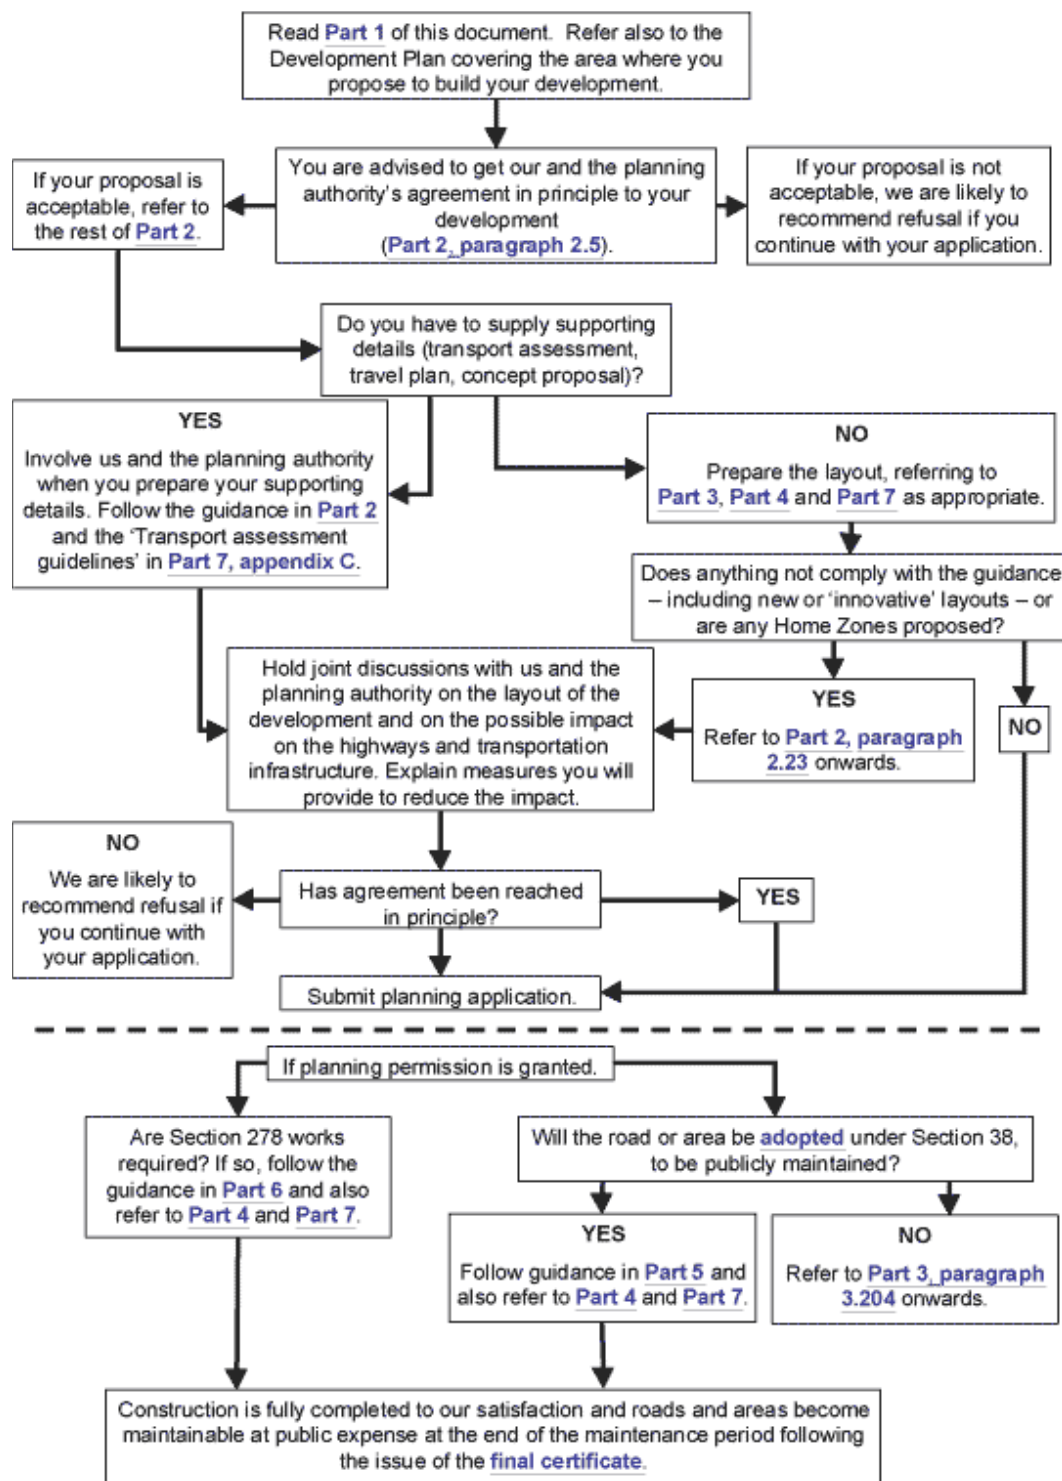 Read Part 1 of this document. Refer also to the
Development Plan covering the area where you
propose to build your development.
If your proposal is
acceptable, refer to
the rest of Part 2.
You are advised to get our and the planning
authority's agreement in principle to your
development
(Part 2, paragraph 2.5).
If your proposal is not
acceptable, we are likely to
recommend refusal if you
continue with your application.
Do you have to supply supporting
details (transport assessment,
travel plan, concept proposal)?
YES
Involve us and the planning authority
when you prepare your supporting
details. Follow the guidance in Part 2
and the 'Transport assessment
guidelines' in Part 7, appendix C.
NO
Prepare the layout, referring to
Part 3, Part 4 and Part 7 as appropriate.
Does anything not comply with the guidance
– including new or 'innovative' layouts – or
are any Home Zones proposed?
Hold joint discussions with us and the
planning authority on the layout of the
development and on the possible impact
on the highways and transportation
infrastructure. Explain measures you will
provide to reduce the impact.
YES
Refer to Part 2, paragraph
2.23 onwards.
NO
NO
We are likely to
recommend refusal if
you continue with
your application.
Has agreement been reached
in principle?
YES
Submit planning application.
If planning permission is granted.
Are Section 278 works
required? If so, follow the
guidance in Part 6 and also
refer to Part 4 and Part 7.
Will the road or area be adopted under Section 38,
to be publicly maintained?
YES
Follow guidance in Part 5 and
also refer to Part 4 and Part 7.
NO
Refer to Part 3, paragraph
3.204 onwards.
Construction is fully completed to our satisfaction and roads and areas become
maintainable at public expense at the end of the maintenance period following
the issue of the final certificate.